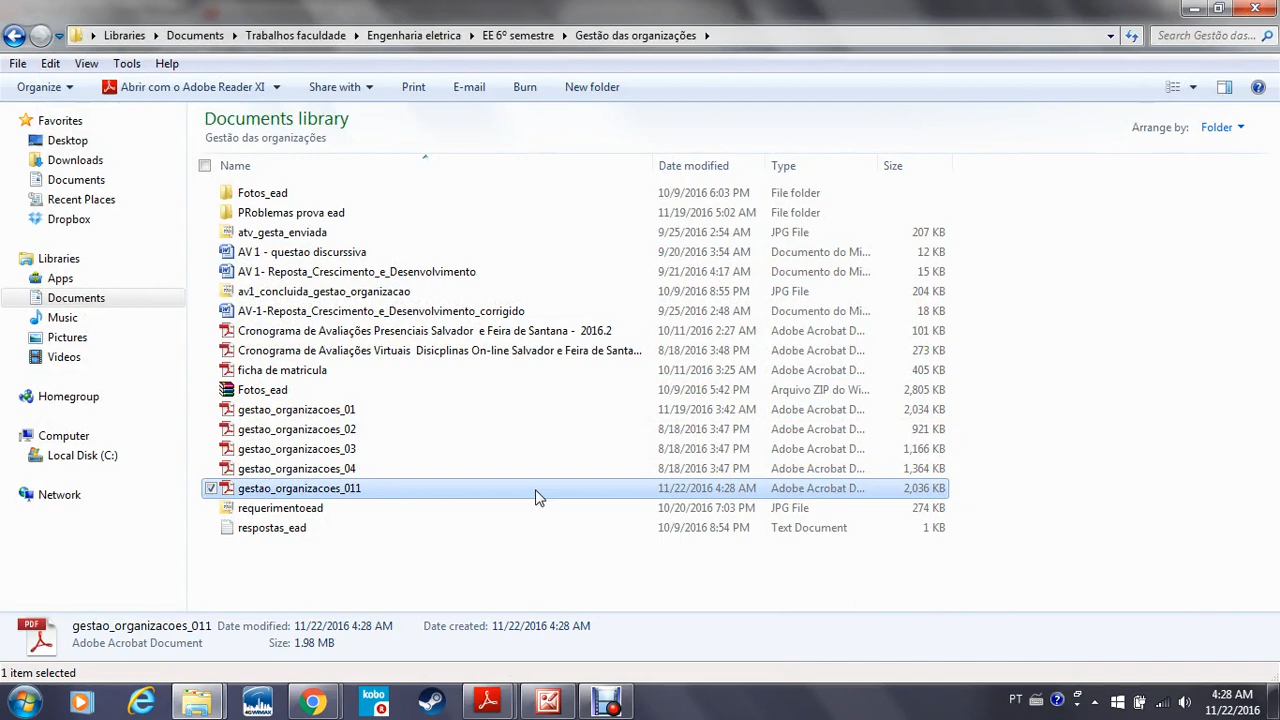 Libraries Documents Trabalhos faculdade Engenharia eletrica EE 6º semestre Gestão das organizações Search Gestão das...
File Edit View Tools Help
Organize Abrir com o Adobe Reader XI Share with Print E-mail Burn New folder
Favorites
Desktop
Downloads
Documents
Recent Places
Dropbox
Libraries
Apps
Documents
Music
Pictures
Videos
Homegroup
Computer
Local Disk (C:)
Network
Documents library
Gestão das organizações
Arrange by: Folder
Name Date modified Type Size
Fotos_ead 10/9/2016 6:03 PM File folder
PRoblemas prova ead 11/19/2016 5:02 AM File folder
atv_gesta_enviada 9/25/2016 2:54 AM JPG File 207 KB
AV 1 - questao discurssiva 9/20/2016 3:54 AM Documento do Mi... 12 KB
AV 1- Reposta_Crescimento_e_Desenvolvimento 9/21/2016 4:17 AM Documento do Mi... 15 KB
av1_concluida_gestao_organizacao 10/9/2016 8:55 PM JPG File 204 KB
AV-1-Reposta_Crescimento_e_Desenvolvimento_corrigido 9/25/2016 2:48 AM Documento do Mi... 18 KB
Cronograma de Avaliações Presenciais Salvador e Feira de Santana - 2016.2 10/11/2016 2:27 AM Adobe Acrobat D... 101 KB
Cronograma de Avaliações Virtuais Disicplinas On-line Salvador e Feira de Santa... 8/18/2016 3:48 PM Adobe Acrobat D... 273 KB
ficha de matricula 10/11/2016 3:25 AM Adobe Acrobat D... 405 KB
Fotos_ead 10/9/2016 5:42 PM Arquivo ZIP do Wi... 2,805 KB
gestao_organizacoes_01 11/19/2016 3:42 AM Adobe Acrobat D... 2,034 KB
gestao_organizacoes_02 8/18/2016 3:47 PM Adobe Acrobat D... 921 KB
gestao_organizacoes_03 8/18/2016 3:47 PM Adobe Acrobat D... 1,166 KB
gestao_organizacoes_04 8/18/2016 3:47 PM Adobe Acrobat D... 1,364 KB
gestao_organizacoes_011 11/22/2016 4:28 AM Adobe Acrobat D... 2,036 KB
requerimentoead 10/20/2016 7:03 PM JPG File 274 KB
respostas_ead 10/9/2016 8:54 PM Text Document 1 KB
PDF
gestao_organizacoes_011 Date modified: 11/22/2016 4:28 AM Date created: 11/22/2016 4:28 AM
Adobe Acrobat Document Size: 1.98 MB
1 item selected
4GWIMAX kobo PT 4:28 AM
11/22/2016